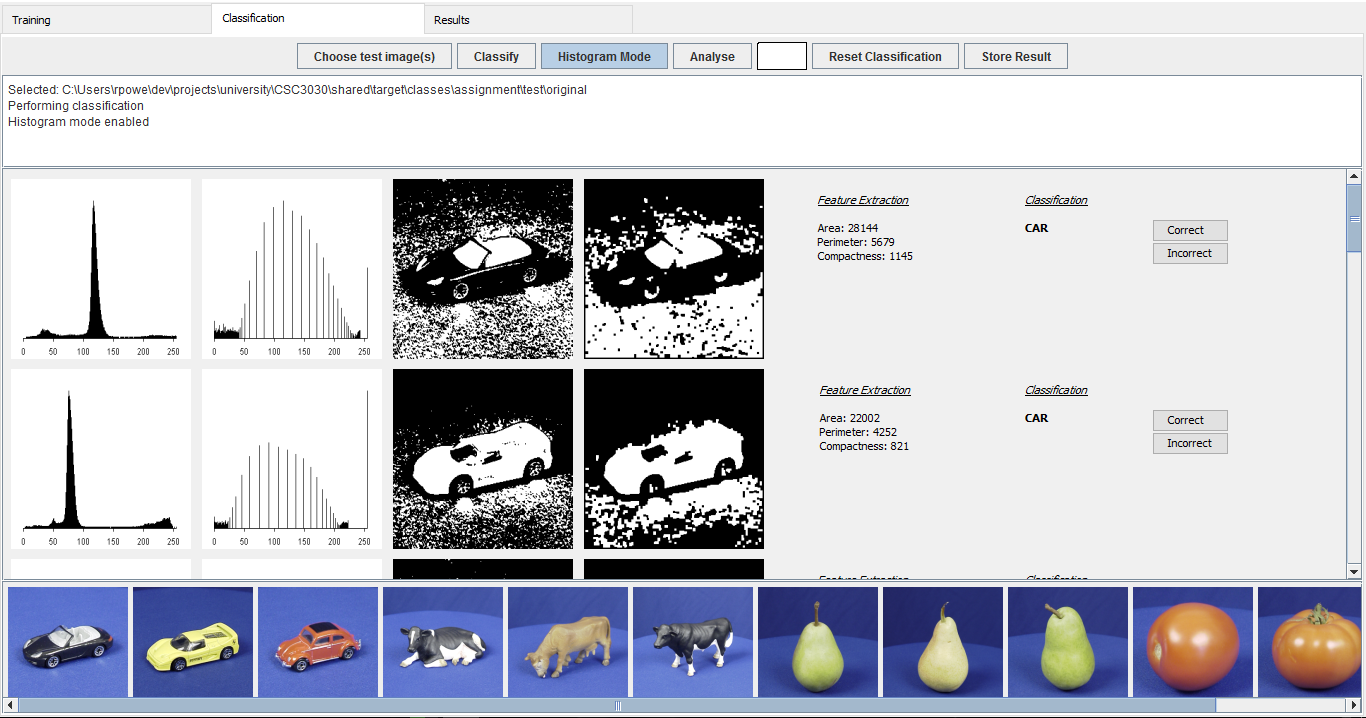 Training
Classification
Results
Choose test image(s)
Classify
Histogram Mode
Analyse
Reset Classification
Store Result
Selected: C:\Users\rpowe\dev\projects\university\CSC3030\shared\target\classes\assignment\test\original
Performing classification
Histogram mode enabled
0 50 100 150 200 250
0 50 100 150 200 250
Feature Extraction
Area: 28144
Perimeter: 5679
Compactness: 1145
Classification
CAR
Correct
Incorrect
0 50 100 150 200 250
0 50 100 150 200 250
Feature Extraction
Area: 22002
Perimeter: 4252
Compactness: 821
Classification
CAR
Correct
Incorrect
Feature Extraction
Classification